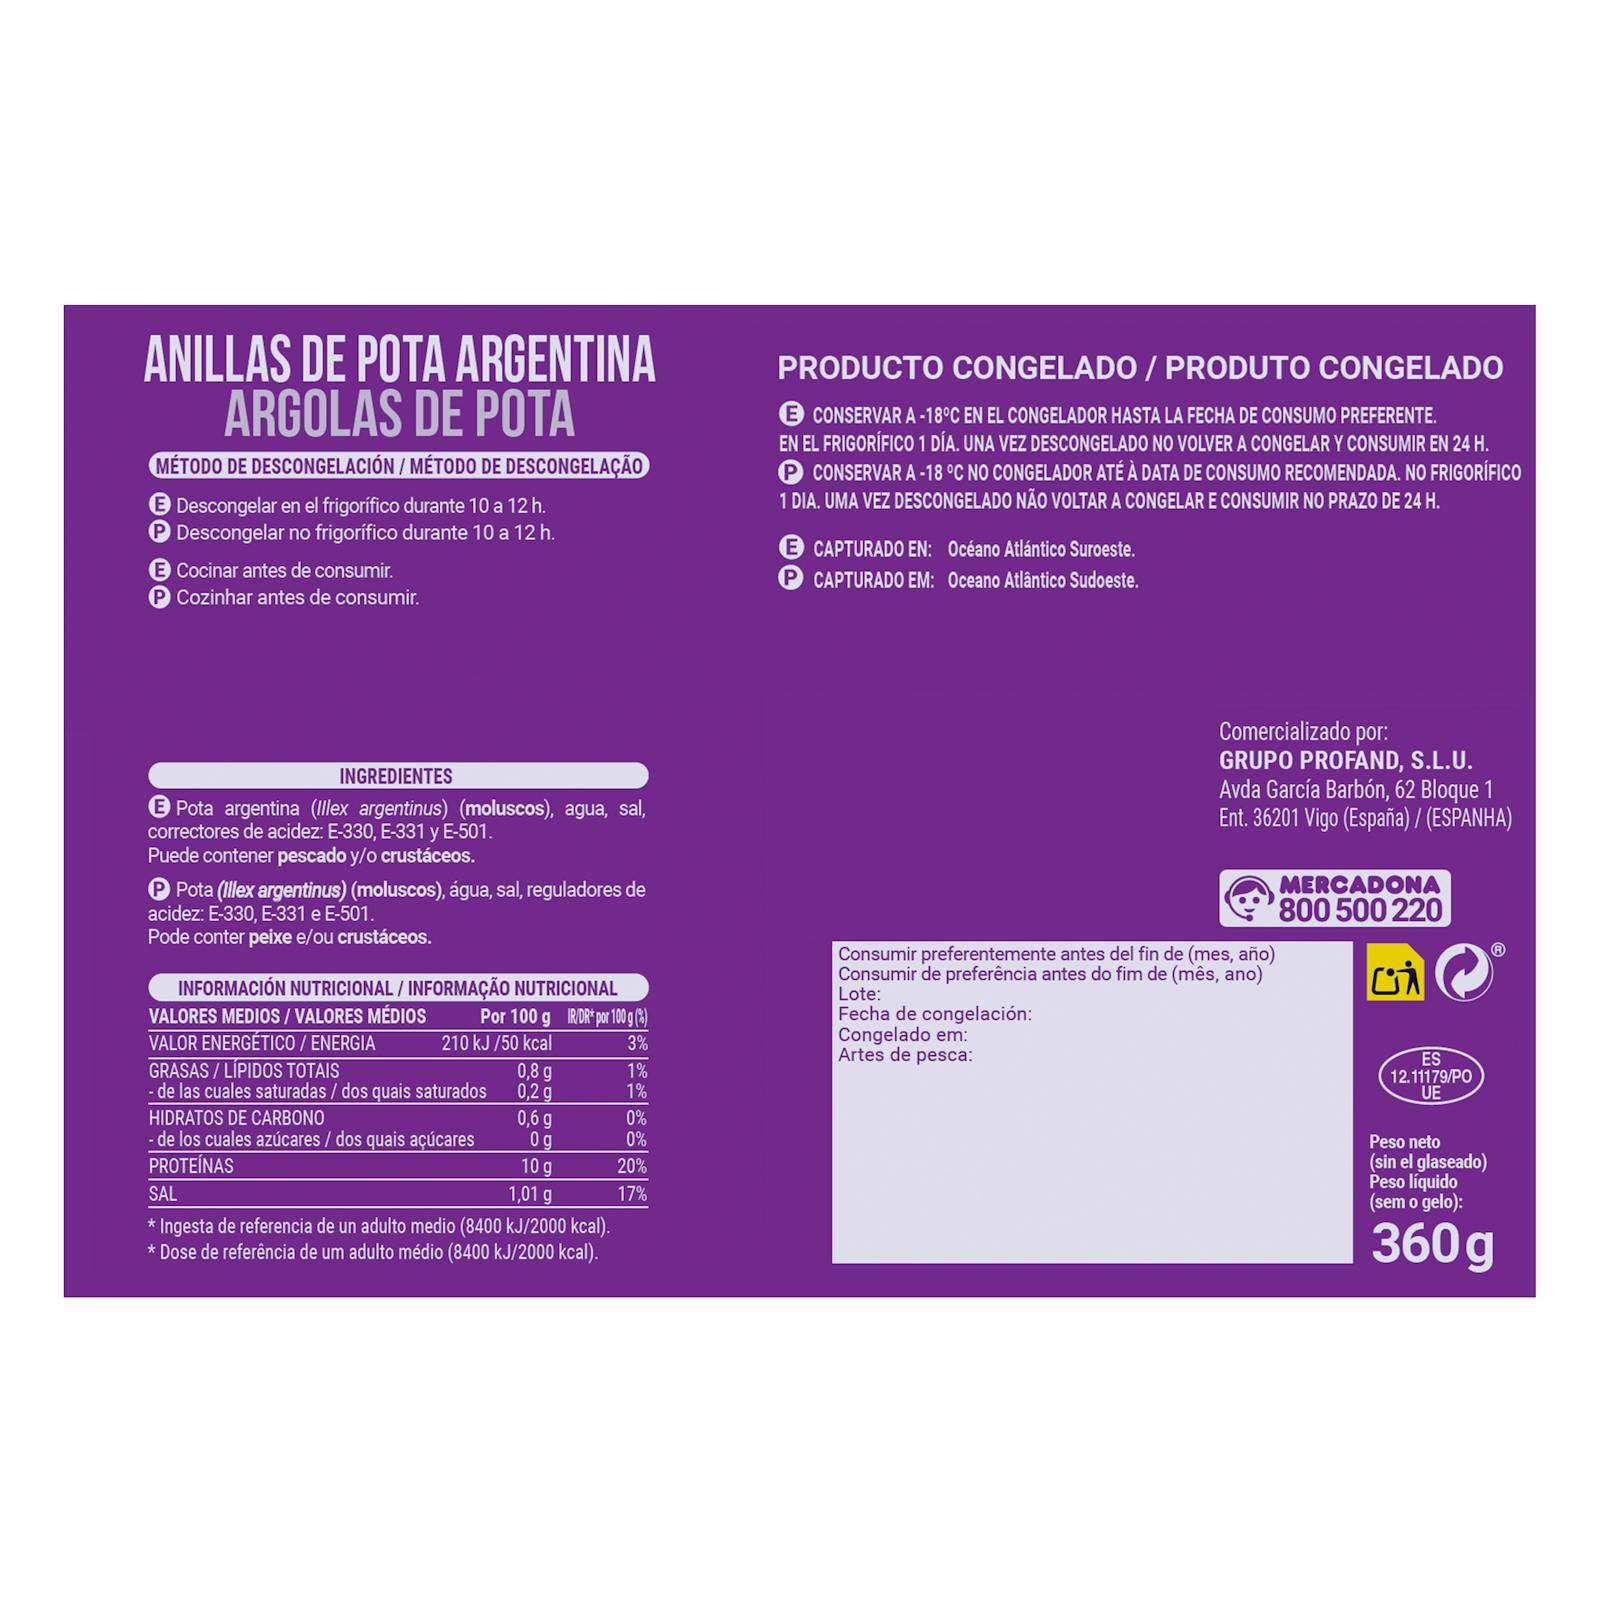 ANILLAS DE POTA ARGENTINA
ARGOLAS DE POTA
MÉTODO DE DESCONGELACIÓN / MÉTODO DE DESCONGELAÇÃO
E Descongelar en el frigorífico durante 10 a 12 h.
P Descongelar no frigorífico durante 10 a 12 h.
E Cocinar antes de consumir.
P Cozinhar antes de consumir.
INGREDIENTES
E Pota argentina (Illex argentinus) (moluscos), agua, sal,
correctores de acidez: E-330, E-331 y E-501.
Puede contener pescado y/o crustáceos.
P Pota (Illex argentinus) (moluscos), água, sal, reguladores de
acidez: E-330, E-331 e E-501.
Pode conter peixe e/ou crustáceos.
INFORMACIÓN NUTRICIONAL / INFORMAÇÃO NUTRICIONAL
VALORES MEDIOS / VALORES MÉDIOS Por 100 g IR/DR* por 100 g (%)
VALOR ENERGÉTICO / ENERGIA 210 kJ /50 kcal 3%
GRASAS / LÍPIDOS TOTAIS 0,8 g 1%
- de las cuales saturadas / dos quais saturados 0,2 g 1%
HIDRATOS DE CARBONO 0,6 g 0%
- de los cuales azúcares / dos quais açúcares 0 g 0%
PROTEÍNAS 10 g 20%
SAL 1,01 g 17%
* Ingesta de referencia de un adulto medio (8400 kJ/2000 kcal).
* Dose de referência de um adulto médio (8400 kJ/2000 kcal).
PRODUCTO CONGELADO / PRODUTO CONGELADO
E CONSERVAR A -18ºC EN EL CONGELADOR HASTA LA FECHA DE CONSUMO PREFERENTE.
EN EL FRIGORÍFICO 1 DÍA. UNA VEZ DESCONGELADO NO VOLVER A CONGELAR Y CONSUMIR EN 24 H.
P CONSERVAR A -18 ºC NO CONGELADOR ATÉ À DATA DE CONSUMO RECOMENDADA. NO FRIGORÍFICO
1 DIA. UMA VEZ DESCONGELADO NÃO VOLTAR A CONGELAR E CONSUMIR NO PRAZO DE 24 H.
E CAPTURADO EN: Océano Atlántico Suroeste.
P CAPTURADO EM: Oceano Atlântico Sudoeste.
Comercializado por:
GRUPO PROFAND, S.L.U.
Avda García Barbón, 62 Bloque 1
Ent. 36201 Vigo (España) / (ESPANHA)
MERCADONA
800 500 220
Consumir preferentemente antes del fin de (mes, año)
Consumir de preferência antes do fim de (mês, ano)
Lote:
Fecha de congelación:
Congelado em:
Artes de pesca:
®
ES
12.11179/PO
UE
Peso neto
(sin el glaseado)
Peso líquido
(sem o gelo):
360 g